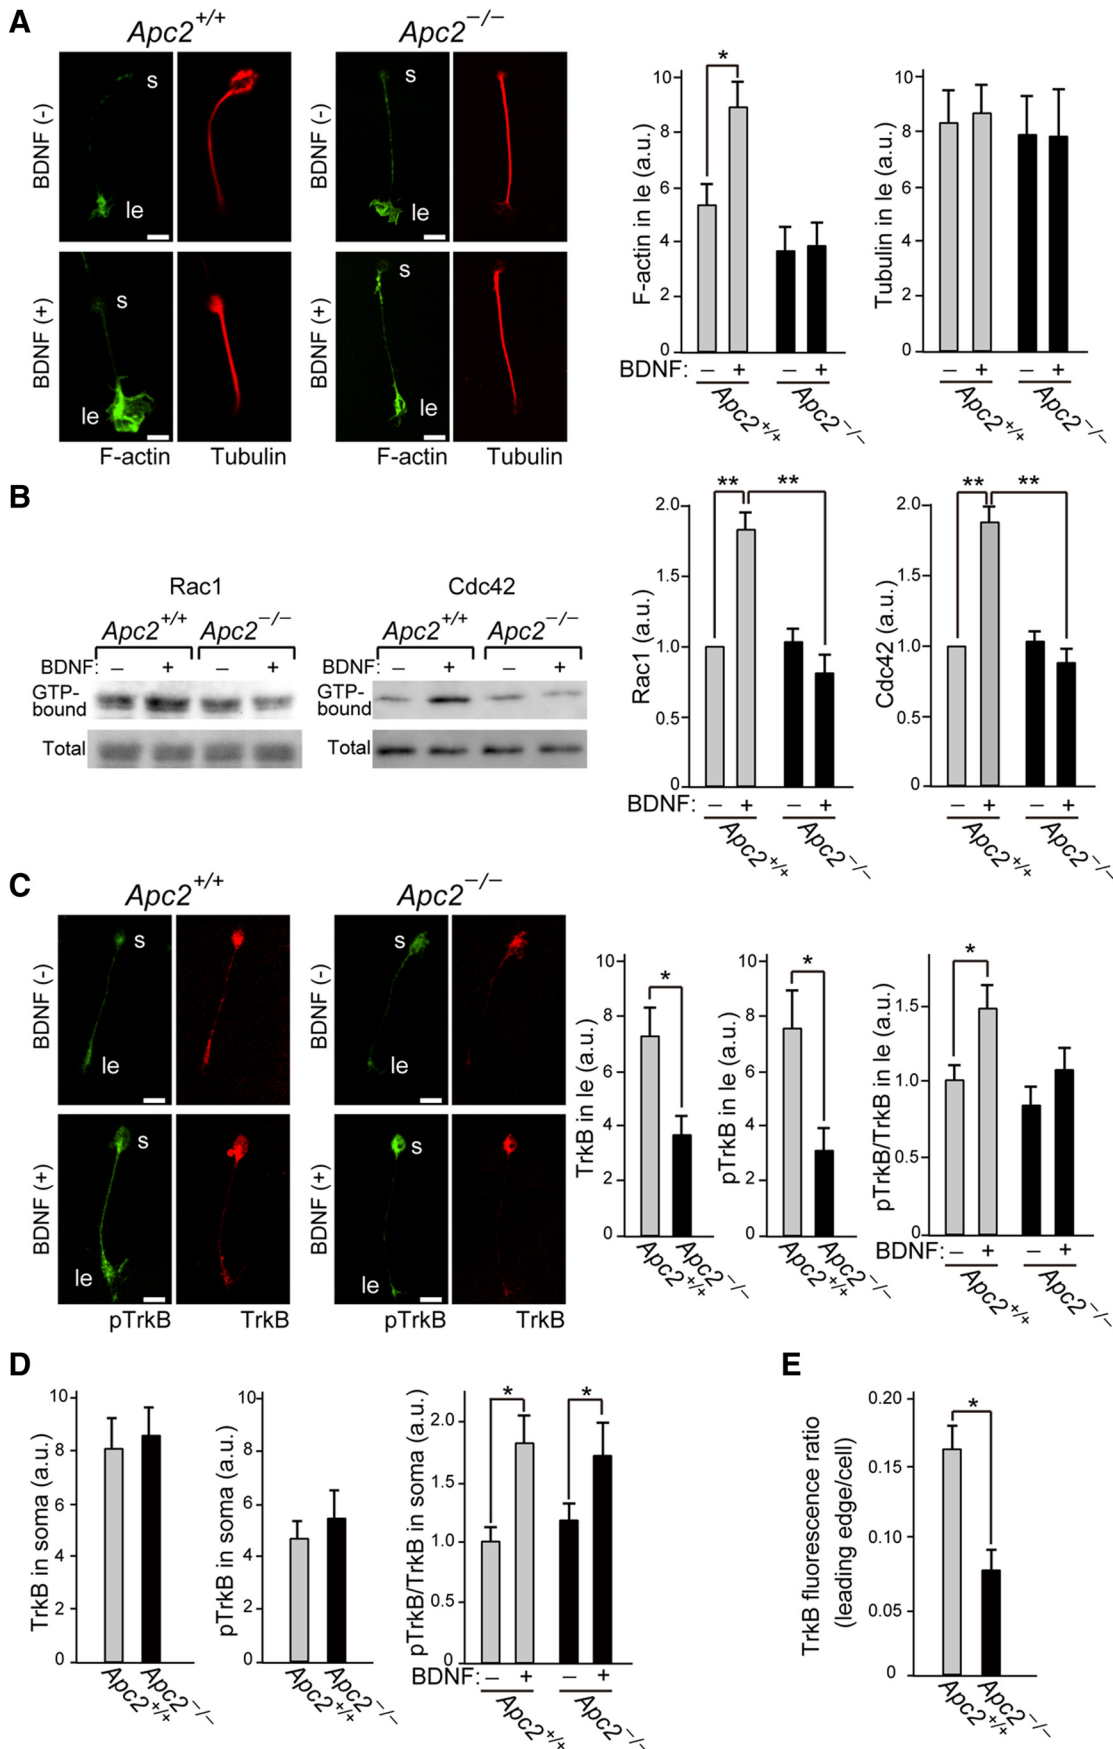 A
Apc2+/+
Apc2−/−
BDNF (-)
s
le
s
le
BDNF (+)
s
le
s
le
F-actin
Tubulin
F-actin
Tubulin
F-actin in le (a.u.)
10
8
6
4
2
0
*
BDNF: − + − +
Apc2+/+
Apc2−/−
Tubulin in le (a.u.)
10
8
6
4
2
0
− + − +
Apc2+/+
Apc2−/−
B
Rac1
Apc2+/+ Apc2−/−
BDNF: − + − +
GTP-
bound
Total
Cdc42
Apc2+/+ Apc2−/−
BDNF: − + − +
GTP-
bound
Total
Rac1 (a.u.)
2.0
1.5
1.0
0.5
0
** **
BDNF: − + − +
Apc2+/+
Apc2−/−
Cdc42 (a.u.)
2.0
1.5
1.0
0.5
0
** **
− + − +
Apc2+/+
Apc2−/−
C
Apc2+/+
Apc2−/−
BDNF (-)
s
le
BDNF (-)
s
le
BDNF (+)
s
le
BDNF (+)
s
le
pTrkB
TrkB
pTrkB
TrkB
TrkB in le (a.u.)
10
8
6
4
2
0
*
Apc2+/+
Apc2−/−
pTrkB in le (a.u.)
10
8
6
4
2
0
*
Apc2+/+
Apc2−/−
pTrkB/TrkB in le (a.u.)
1.5
1.0
0.5
0
*
BDNF: − + − +
Apc2+/+
Apc2−/−
D
TrkB in soma (a.u.)
10
8
6
4
2
0
Apc2+/+
Apc2−/−
pTrkB in soma (a.u.)
10
8
6
4
2
0
Apc2+/+
Apc2−/−
pTrkB/TrkB in soma (a.u.)
2.0
1.5
1.0
0.5
0
* *
BDNF: − + − +
Apc2+/+
Apc2−/−
E
TrkB fluorescence ratio
(leading edge/cell)
0.20
0.15
0.10
0.05
0
*
Apc2+/+
Apc2−/−